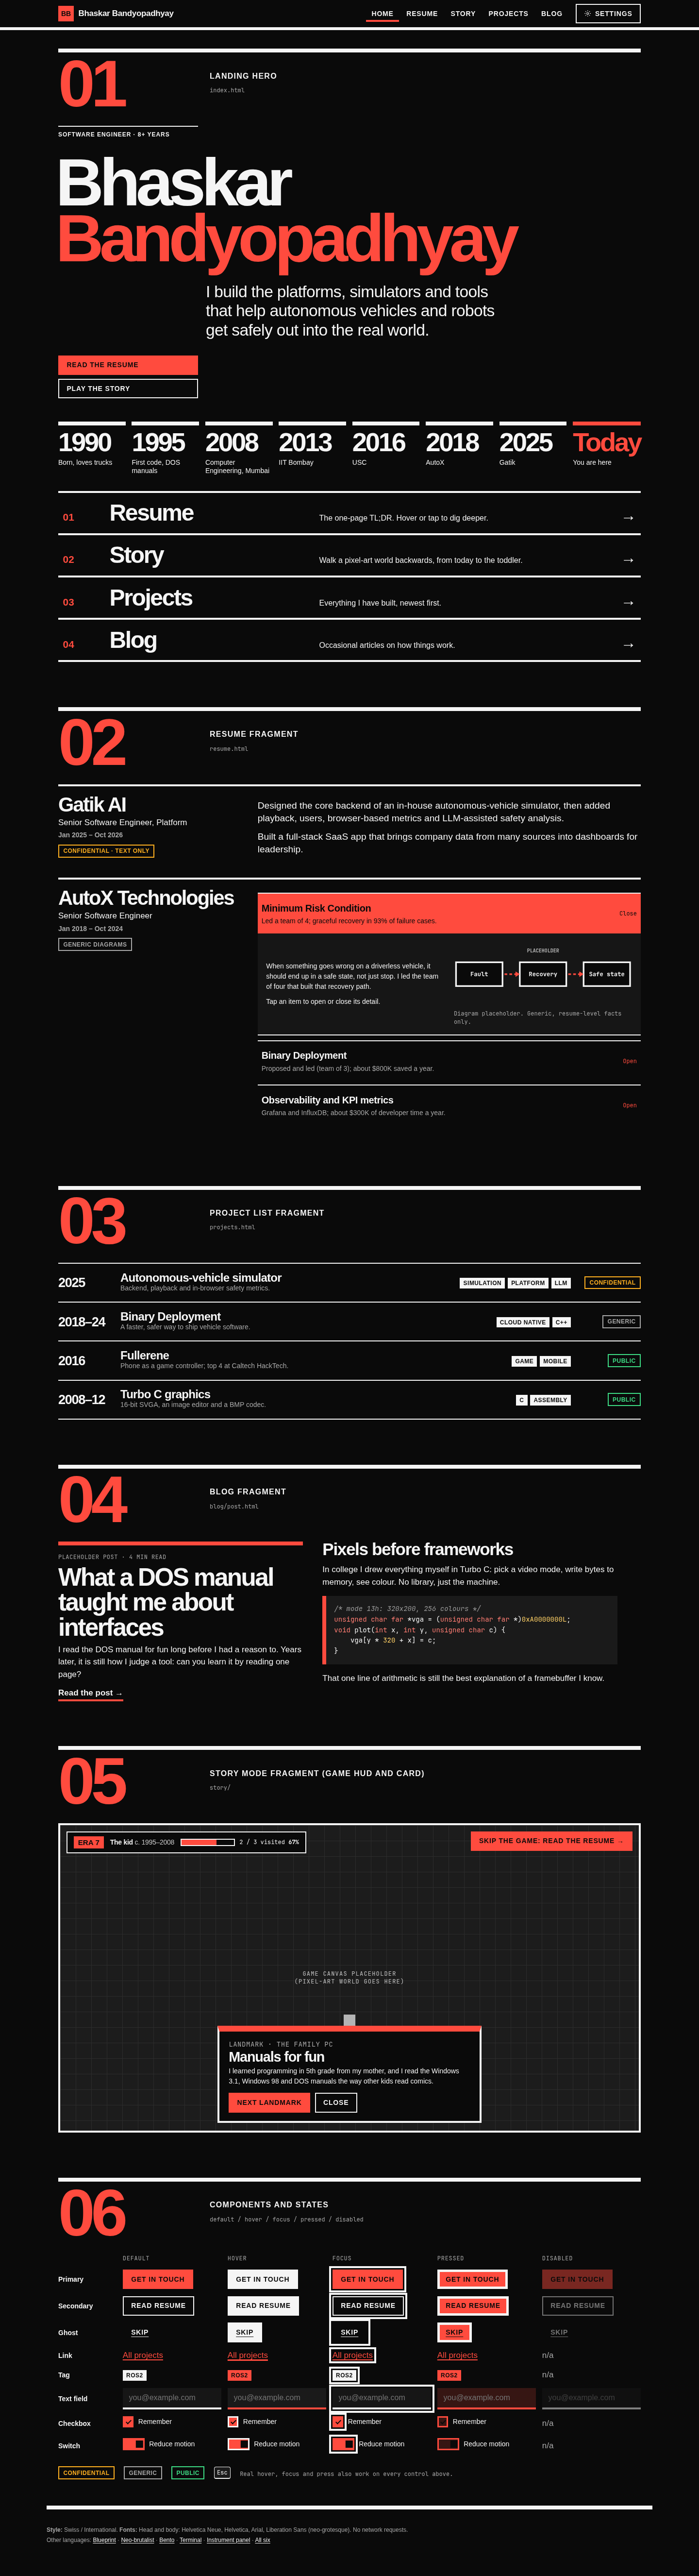 BB Bhaskar Bandyopadhyay HOME RESUME STORY PROJECTS BLOG SETTINGS
01 LANDING HERO
index.html
SOFTWARE ENGINEER · 8+ YEARS
Bhaskar
Bandyopadhyay
I build the platforms, simulators and tools
that help autonomous vehicles and robots
get safely out into the real world.
READ THE RESUME
PLAY THE STORY
1990 1995 2008 2013 2016 2018 2025 Today
Born, loves trucks First code, DOS Computer IIT Bombay USC AutoX Gatik You are here
manuals Engineering, Mumbai
01 Resume The one-page TL;DR. Hover or tap to dig deeper. →
02 Story Walk a pixel-art world backwards, from today to the toddler. →
03 Projects Everything I have built, newest first. →
04 Blog Occasional articles on how things work. →
02 RESUME FRAGMENT
resume.html
Gatik AI
Senior Software Engineer, Platform
Jan 2025 – Oct 2026
CONFIDENTIAL · TEXT ONLY
Designed the core backend of an in-house autonomous-vehicle simulator, then added
playback, users, browser-based metrics and LLM-assisted safety analysis.
Built a full-stack SaaS app that brings company data from many sources into dashboards for
leadership.
AutoX Technologies
Senior Software Engineer
Jan 2018 – Oct 2024
GENERIC DIAGRAMS
Minimum Risk Condition
Led a team of 4; graceful recovery in 93% of failure cases.
Close
When something goes wrong on a driverless vehicle, it
should end up in a safe state, not just stop. I led the team
of four that built that recovery path.
Tap an item to open or close its detail.
PLACEHOLDER
Fault Recovery Safe state
Diagram placeholder. Generic, resume-level facts
only.
Binary Deployment
Proposed and led (team of 3); about $800K saved a year.
Open
Observability and KPI metrics
Grafana and InfluxDB; about $300K of developer time a year.
Open
03 PROJECT LIST FRAGMENT
projects.html
2025 Autonomous-vehicle simulator SIMULATION PLATFORM LLM CONFIDENTIAL
Backend, playback and in-browser safety metrics.
2018–24 Binary Deployment CLOUD NATIVE C++ GENERIC
A faster, safer way to ship vehicle software.
2016 Fullerene GAME MOBILE PUBLIC
Phone as a game controller; top 4 at Caltech HackTech.
2008–12 Turbo C graphics C ASSEMBLY PUBLIC
16-bit SVGA, an image editor and a BMP codec.
04 BLOG FRAGMENT
blog/post.html
PLACEHOLDER POST · 4 MIN READ
What a DOS manual
taught me about
interfaces
I read the DOS manual for fun long before I had a reason to. Years
later, it is still how I judge a tool: can you learn it by reading one
page?
Read the post →
Pixels before frameworks
In college I drew everything myself in Turbo C: pick a video mode, write bytes to
memory, see colour. No library, just the machine.
/* mode 13h: 320x200, 256 colours */
unsigned char far *vga = (unsigned char far *)0xA0000000L;
void plot(int x, int y, unsigned char c) {
vga[y * 320 + x] = c;
}
That one line of arithmetic is still the best explanation of a framebuffer I know.
05 STORY MODE FRAGMENT (GAME HUD AND CARD)
story/
ERA 7 The kid c. 1995–2008 2 / 3 visited 67% SKIP THE GAME: READ THE RESUME →
GAME CANVAS PLACEHOLDER
(PIXEL-ART WORLD GOES HERE)
LANDMARK · THE FAMILY PC
Manuals for fun
I learned programming in 5th grade from my mother, and I read the Windows
3.1, Windows 98 and DOS manuals the way other kids read comics.
NEXT LANDMARK CLOSE
06 COMPONENTS AND STATES
default / hover / focus / pressed / disabled
DEFAULT HOVER FOCUS PRESSED DISABLED
Primary GET IN TOUCH GET IN TOUCH GET IN TOUCH GET IN TOUCH GET IN TOUCH
Secondary READ RESUME READ RESUME READ RESUME READ RESUME READ RESUME
Ghost SKIP SKIP SKIP SKIP SKIP
Link All projects All projects All projects All projects n/a
Tag ROS2 ROS2 ROS2 ROS2 n/a
Text field you@example.com you@example.com you@example.com you@example.com you@example.com
Checkbox Remember Remember Remember Remember n/a
Switch Reduce motion Reduce motion Reduce motion Reduce motion n/a
CONFIDENTIAL GENERIC PUBLIC Esc Real hover, focus and press also work on every control above.
Style: Swiss / International. Fonts: Head and body: Helvetica Neue, Helvetica, Arial, Liberation Sans (neo-grotesque). No network requests.
Other languages: Blueprint · Neo-brutalist · Bento · Terminal · Instrument panel · All six